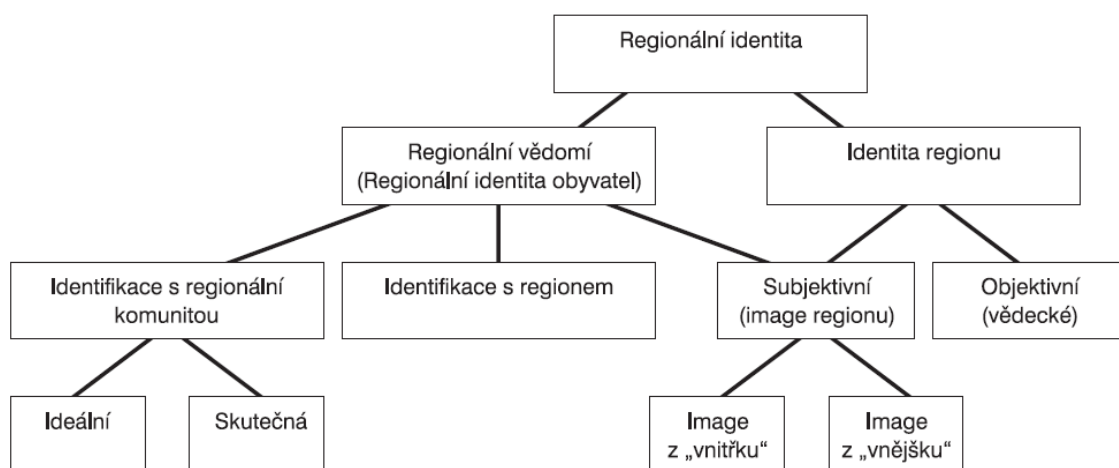 Regionální identita
Regionální vědomí
(Regionální identita obyvatel)
Identita regionu
Identifikace s regionální
komunitou
Identifikace s regionem
Subjektivní
(image regionu)
Objektivní
(vědecké)
Ideální
Skutečná
Image
z „vnitřku“
Image
z „vnějšku“